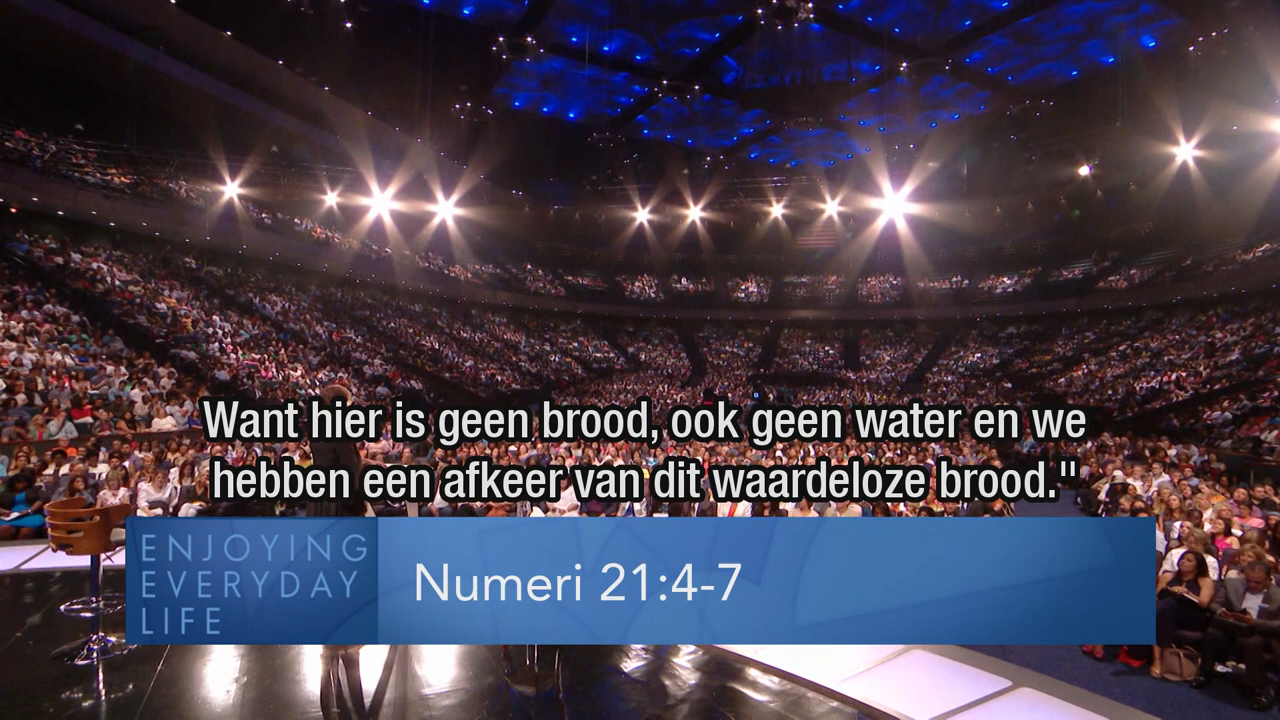 Want hier is geen brood, ook geen water en we
hebben een afkeer van dit waardeloze brood."
ENJOYING
EVERYDAY
LIFE
Numeri 21:4-7